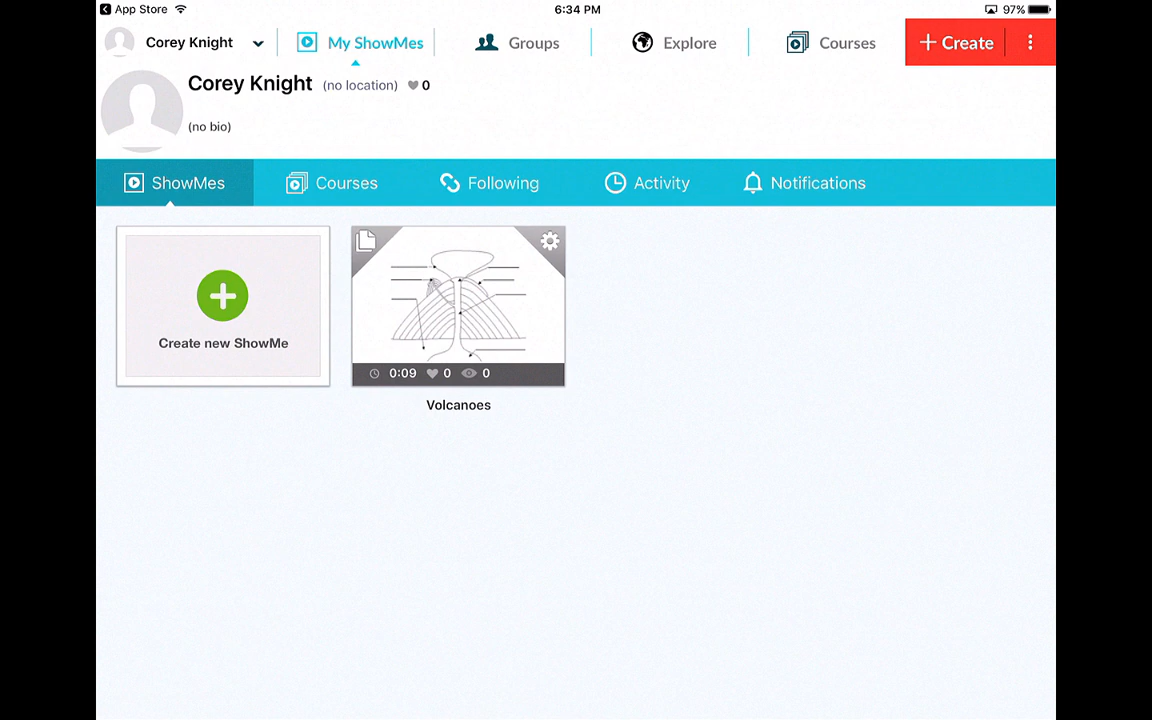 App Store 6:34 PM 97%
Corey Knight My ShowMes Groups Explore Courses + Create
Corey Knight (no location) 0
(no bio)
ShowMes Courses Following Activity Notifications
Create new ShowMe
0:09 0 0
Volcanoes